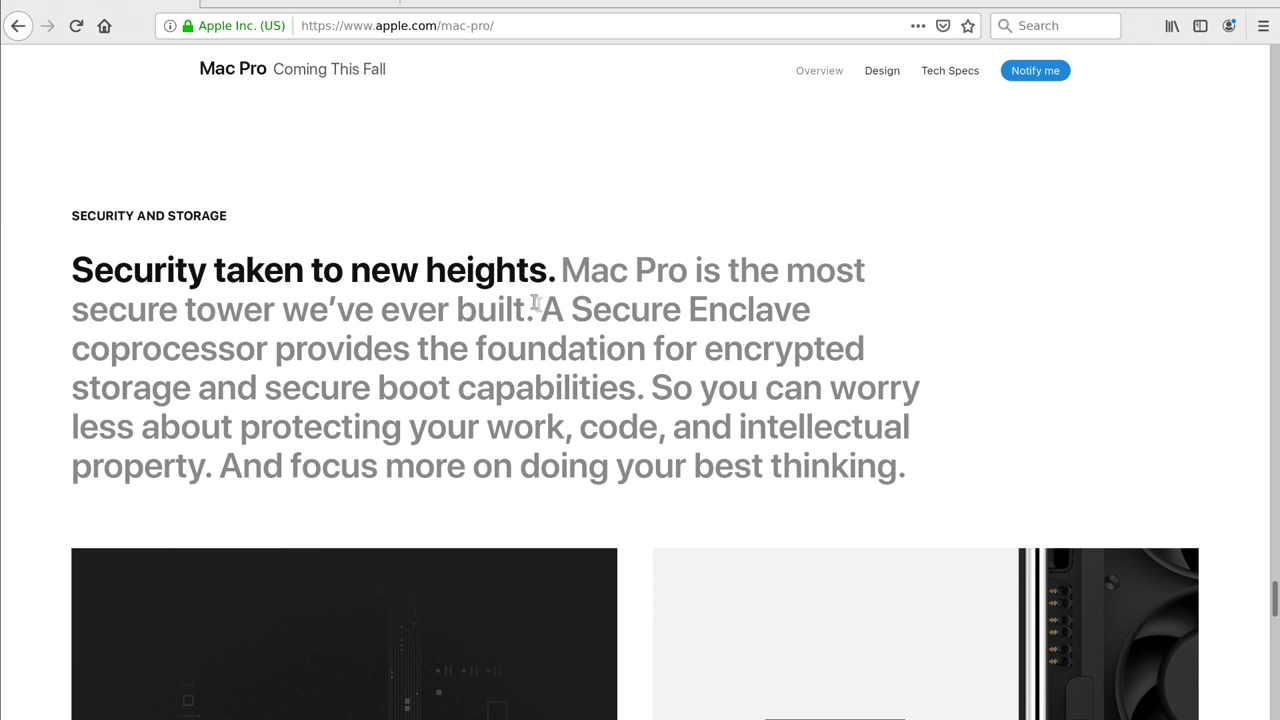 Apple Inc. (US) https://www.apple.com/mac-pro/ Search
Mac Pro Coming This Fall Overview Design Tech Specs Notify me
SECURITY AND STORAGE
Security taken to new heights. Mac Pro is the most
secure tower we’ve ever built. A Secure Enclave
coprocessor provides the foundation for encrypted
storage and secure boot capabilities. So you can worry
less about protecting your work, code, and intellectual
property. And focus more on doing your best thinking.